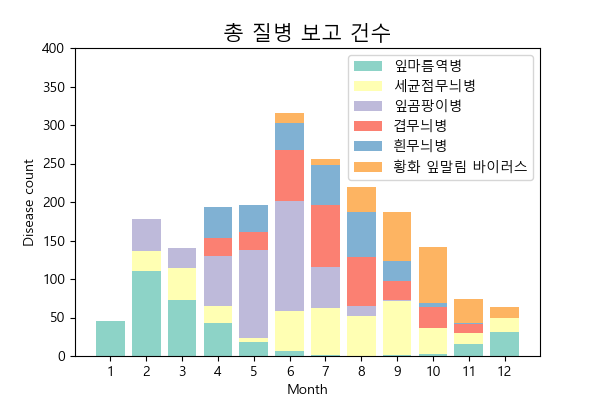 총 질병 보고 건수
400
350
300
250
200
150
100
50
0
Disease count
잎마름역병
세균점무늬병
잎곰팡이병
겹무늬병
흰무늬병
황화 잎말림 바이러스
1 2 3 4 5 6 7 8 9 10 11 12
Month